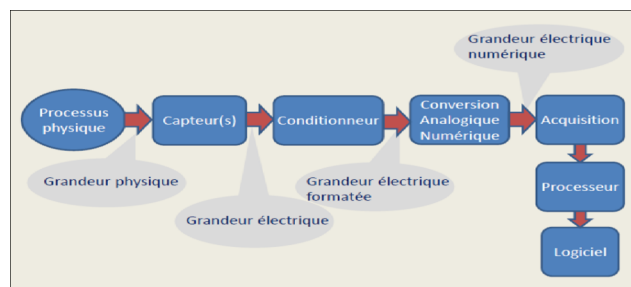 Grandeur électrique
numérique
Processus
physique
Capteur(s)
Conditionneur
Conversion
Analogique
Numérique
Acquisition
Grandeur physique
Grandeur électrique
Grandeur électrique
formatée
Processeur
Logiciel